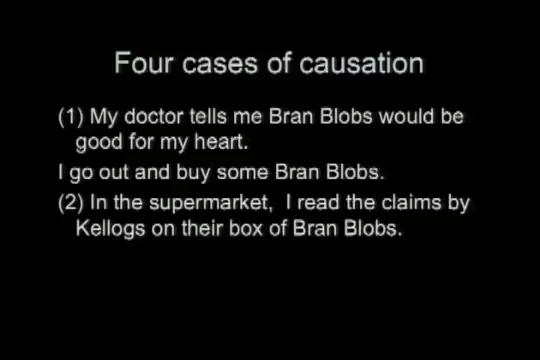 Four cases of causation
(1) My doctor tells me Bran Blobs would be
good for my heart.
I go out and buy some Bran Blobs.
(2) In the supermarket, I read the claims by
Kellogs on their box of Bran Blobs.